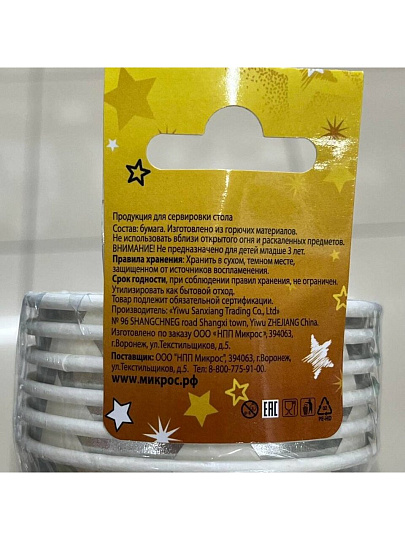 Продукция для сервировки стола
Состав: бумага. Изготовлено из горючих материалов.
Не использовать вблизи открытого огня и раскаленных предметов.
ВНИМАНИЕ! Не предназначено для детей младше 3 лет.
Правила хранения: Хранить в сухом, темном месте,
защищенном от источников воспламенения.
Срок годности, при соблюдении правил хранения, не ограничен.
Утилизировать как бытовой отход.
Товар подлежит обязательной сертификации.
Производитель: «Yiwu Sanxiang Trading Co., Ltd»
№ 96 SHANGCHNEG road Shangxi town, Yiwu ZHEJIANG China.
Изготовлено по заказу ООО «НПП Микрос», 394063,
г.Воронеж, ул.Текстильщиков, д.5.
Поставщик: ООО "НПП Микрос", 394063, г.Воронеж,
ул.Текстильщиков, д.5. Тел: 8-800-775-91-00.
www.микрос.рф
EAC